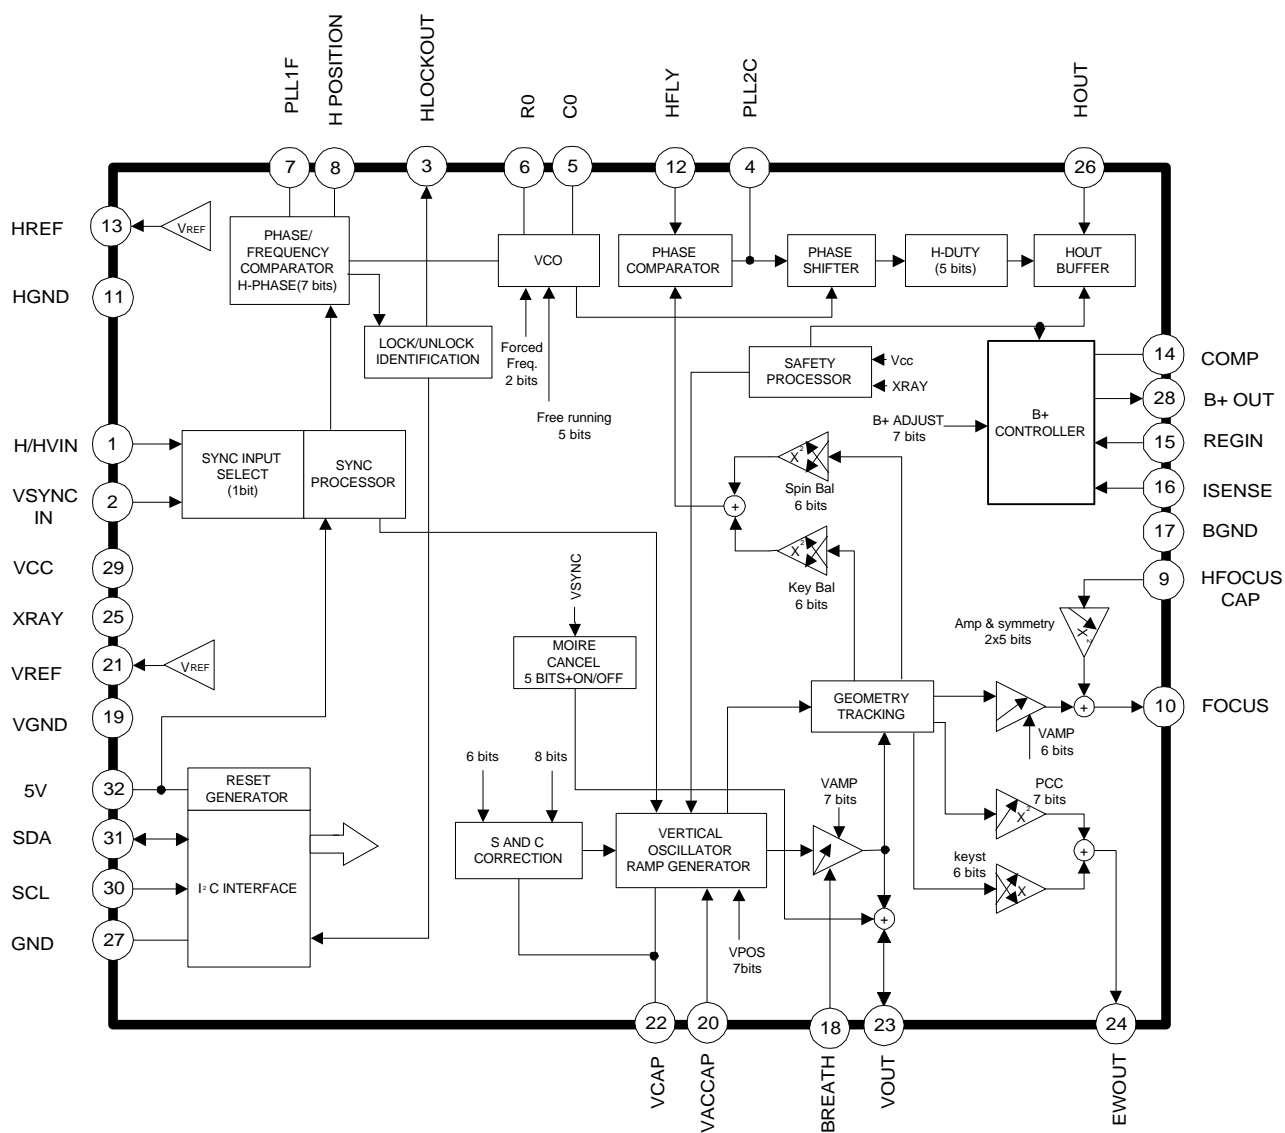 PLL1F
H POSITION
HLOCKOUT
R0
C0
HFLY
PLL2C
HOUT
7
8
3
6
5
12
4
26
HREF
13
VREF
PHASE/
FREQUENCY
COMPARATOR
H-PHASE(7 bits)
VCO
PHASE
COMPARATOR
PHASE
SHIFTER
H-DUTY
(5 bits)
HOUT
BUFFER
HGND
11
LOCK/UNLOCK
IDENTIFICATION
Forced
Freq.
2 bits
Free running
5 bits
SAFETY
PROCESSOR
Vcc
XRAY
B+ ADJUST
7 bits
B+
CONTROLLER
14
COMP
28
B+ OUT
15
REGIN
16
ISENSE
17
BGND
H/HVIN
1
VSYNC
IN
2
SYNC INPUT
SELECT
(1bit)
SYNC
PROCESSOR
X2
Spin Bal
6 bits
+
X2
Key Bal
6 bits
VCC
29
XRAY
25
VREF
21
VREF
VGND
19
VSYNC
MOIRE
CANCEL
5 BITS+ON/OFF
9
HFOCUS
CAP
Amp & symmetry
2x5 bits
X2
GEOMETRY
TRACKING
VAMP
6 bits
+
10
FOCUS
5V
32
RESET
GENERATOR
SDA
31
SCL
30
I2C INTERFACE
GND
27
6 bits
8 bits
S AND C
CORRECTION
VERTICAL
OSCILLATOR
RAMP GENERATOR
VAMP
7 bits
PCC
7 bits
X2
keyst
6 bits
X
+
+
VPOS
7bits
22
20
18
23
24
VCAP
VACCAP
BREATH
VOUT
EWOUT